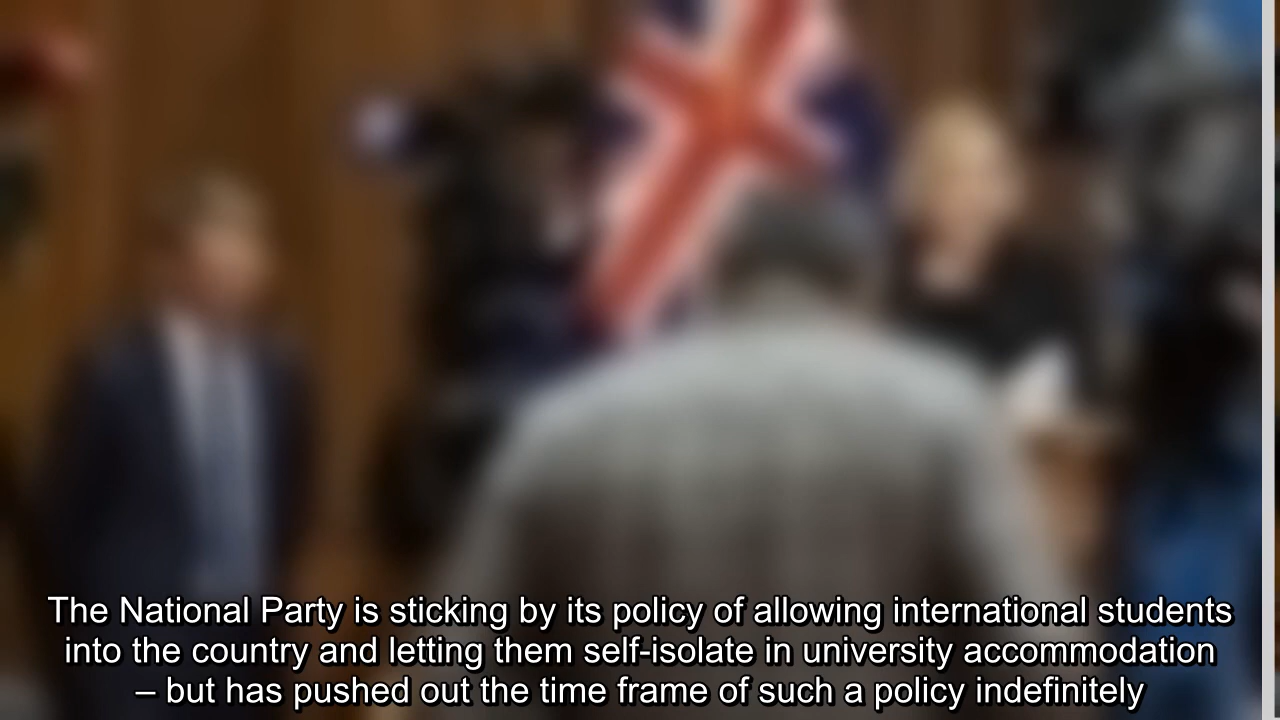 The National Party is sticking by its policy of allowing international students
into the country and letting them self-isolate in university accommodation
– but has pushed out the time frame of such a policy indefinitely